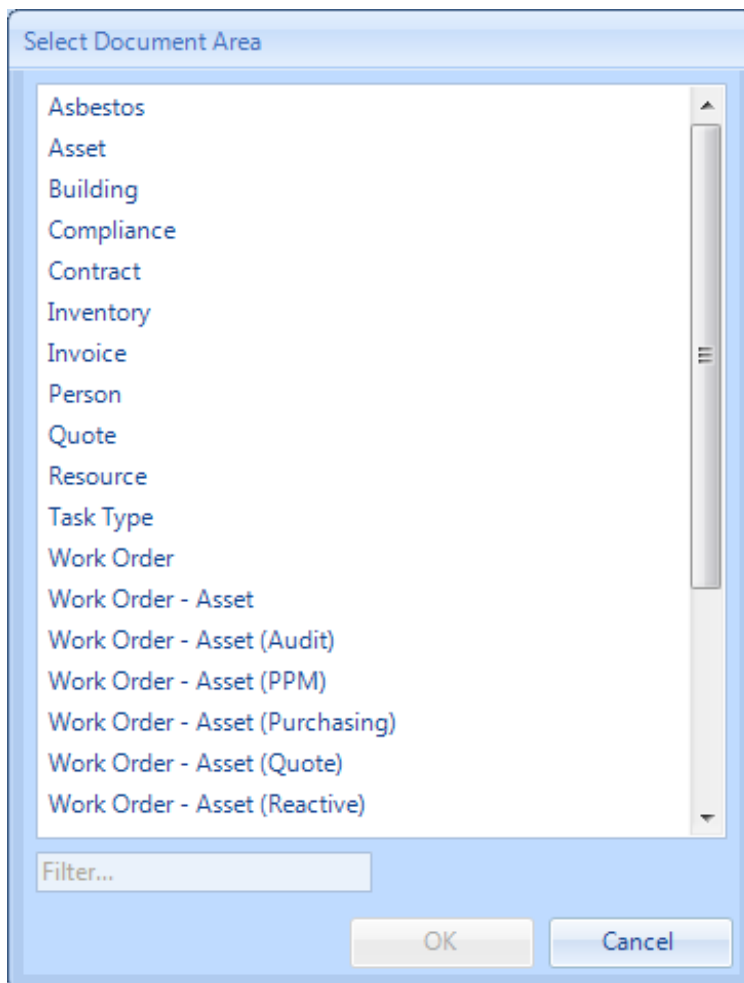 Select Document Area
Asbestos
Asset
Building
Compliance
Contract
Inventory
Invoice
Person
Quote
Resource
Task Type
Work Order
Work Order - Asset
Work Order - Asset (Audit)
Work Order - Asset (PPM)
Work Order - Asset (Purchasing)
Work Order - Asset (Quote)
Work Order - Asset (Reactive)
Filter...
OK Cancel